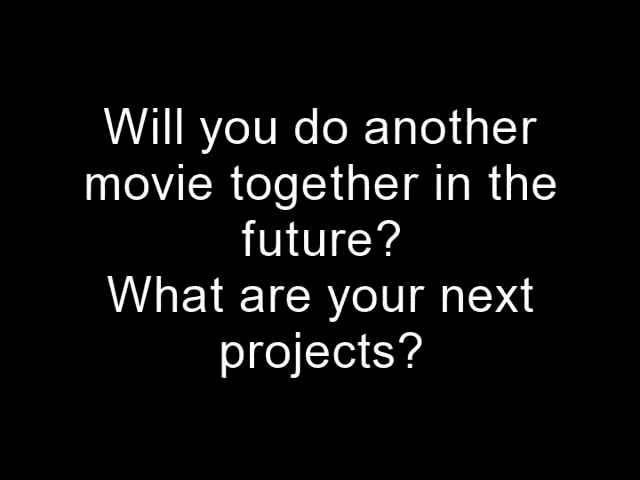 Will you do another
movie together in the
future?
What are your next
projects?